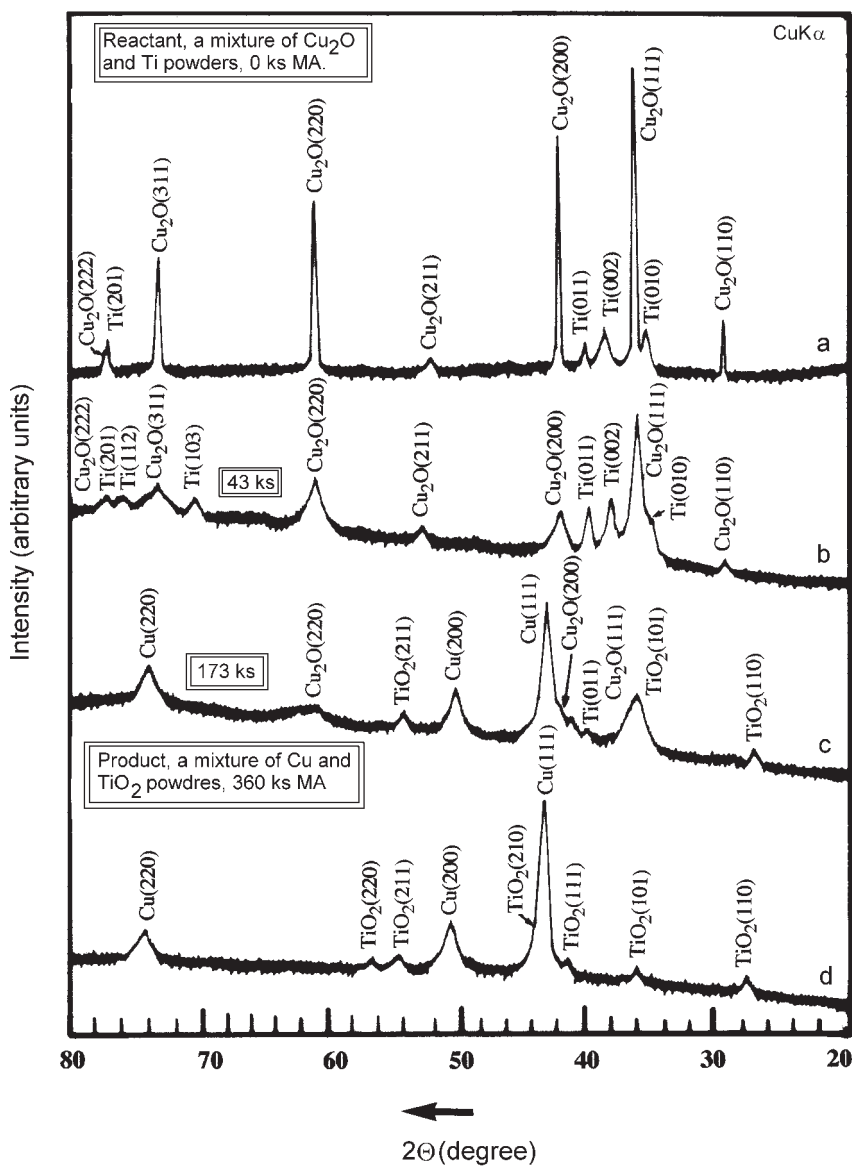 Reactant, a mixture of Cu₂O
and Ti powders, 0 ks MA.
CuKα
Cu₂O(222)
Ti(201)
Cu₂O(311)
Cu₂O(220)
Cu₂O(211)
Cu₂O(200)
Ti(011)
Ti(002)
Cu₂O(111)
Ti(010)
Cu₂O(110)
a
Cu₂O(222)
Ti(201)
Ti(112)
Cu₂O(311)
Ti(103)
43 ks
Cu₂O(220)
Cu₂O(211)
Cu₂O(200)
Ti(011)
Ti(002)
Cu₂O(111)
Ti(010)
Cu₂O(110)
b
Cu(220)
173 ks
Cu₂O(220)
TiO₂(211)
Cu(200)
Cu(111)
Cu₂O(200)
Ti(011)
Cu₂O(111)
TiO₂(101)
TiO₂(110)
c
Product, a mixture of Cu and
TiO₂ powdres, 360 ks MA
Cu(220)
TiO₂(220)
TiO₂(211)
Cu(200)
TiO₂(210)
Cu(111)
TiO₂(111)
TiO₂(101)
TiO₂(110)
d
Intensity (arbitrary units)
80 70 60 50 40 30 20
2Θ (degree)